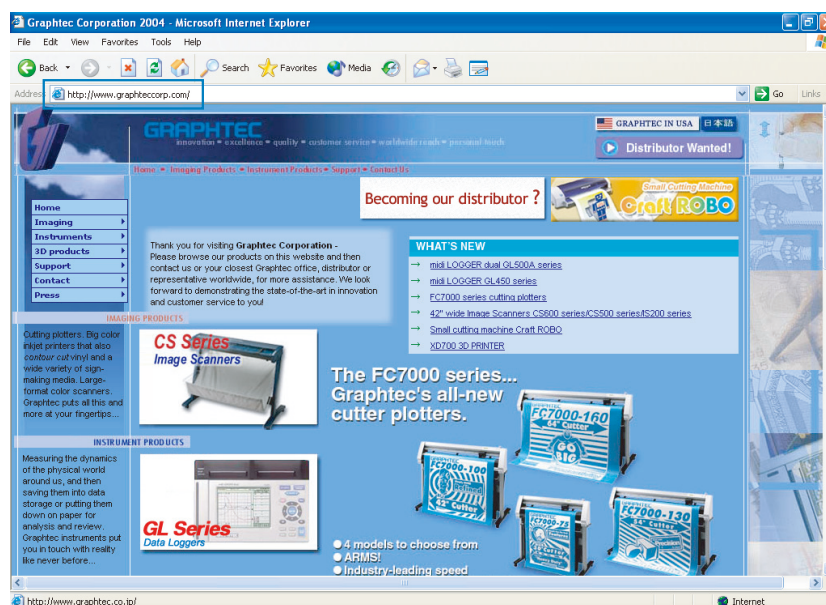 Graphtec Corporation 2004 - Microsoft Internet Explorer
File Edit View Favorites Tools Help
Back Search Favorites Media
Address http://www.graphteccorp.com/ Go Links
GRAPHTEC
innovation excellence quality customer service worldwide reach personal touch
GRAPHTEC IN USA 日本語
Distributor Wanted!
Home Imaging Products Instrument Products Support Contact Us
Becoming our distributor ?
Small Cutting Machine
Craft ROBO
Home
Imaging
Instruments
3D products
Support
Contact
Press
Thank you for visiting Graphtec Corporation -
Please browse our products on this website and then
contact us or your closest Graphtec office, distributor or
representative worldwide, for more assistance. We look
forward to demonstrating the state-of-the-art in innovation
and customer service to you!
WHAT'S NEW
→ midi LOGGER dual GL500A series
→ midi LOGGER GL450 series
→ FC7000 series cutting plotters
→ 42" wide Image Scanners CS600 series/CS500 series/IS200 series
→ Small cutting machine Craft ROBO
→ XD700 3D PRINTER
IMAGING PRODUCTS
Cutting plotters. Big color
inkjet printers that also
contour cut vinyl and a
wide variety of sign-
making media. Large-
format color scanners.
Graphtec puts all this and
more at your fingertips...
CS Series
Image Scanners
The FC7000 series...
Graphtec's all-new
cutter plotters.
FC7000-160
64" Cutter
GO
BIG
FC7000-100
42" Cutter
FC7000-75
FC7000-130
54" Cutter
Precision
INSTRUMENT PRODUCTS
Measuring the dynamics
of the physical world
around us, and then
saving them into data
storage or putting them
down on paper for
analysis and review.
Graphtec instruments put
you in touch with reality
like never before...
GL Series
Data Loggers
4 models to choose from
ARMS!
Industry-leading speed
http://www.graphtec.co.jp/ Internet